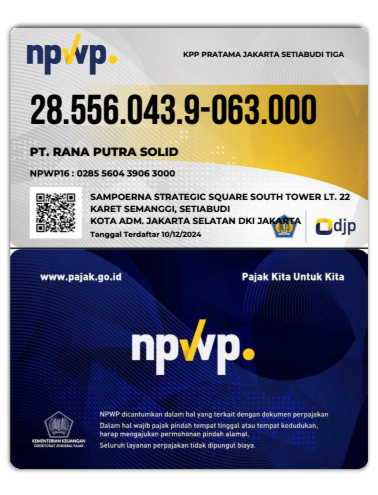 npwp.
KPP PRATAMA JAKARTA SETIABUDI TIGA
28.556.043.9-063.000
PT. RANA PUTRA SOLID
NPWP16 : 0285 5604 3906 3000
SAMPOERNA STRATEGIC SQUARE SOUTH TOWER LT. 22
KARET SEMANGGI, SETIABUDI
KOTA ADM. JAKARTA SELATAN DKI JAKARTA
Tanggal Terdaftar 10/12/2024
djp
www.pajak.go.id
Pajak Kita Untuk Kita
npwp.
NPWP dicantumkan dalam hal yang terkait dengan dokumen perpajakan
Dalam hal wajib pajak pindah tempat tinggal atau tempat kedudukan,
harap mengajukan permohonan pindah alamat.
Seluruh layanan perpajakan tidak dipungut biaya.
KEMENTERIAN KEUANGAN
DIREKTORAT JENDERAL PAJAK